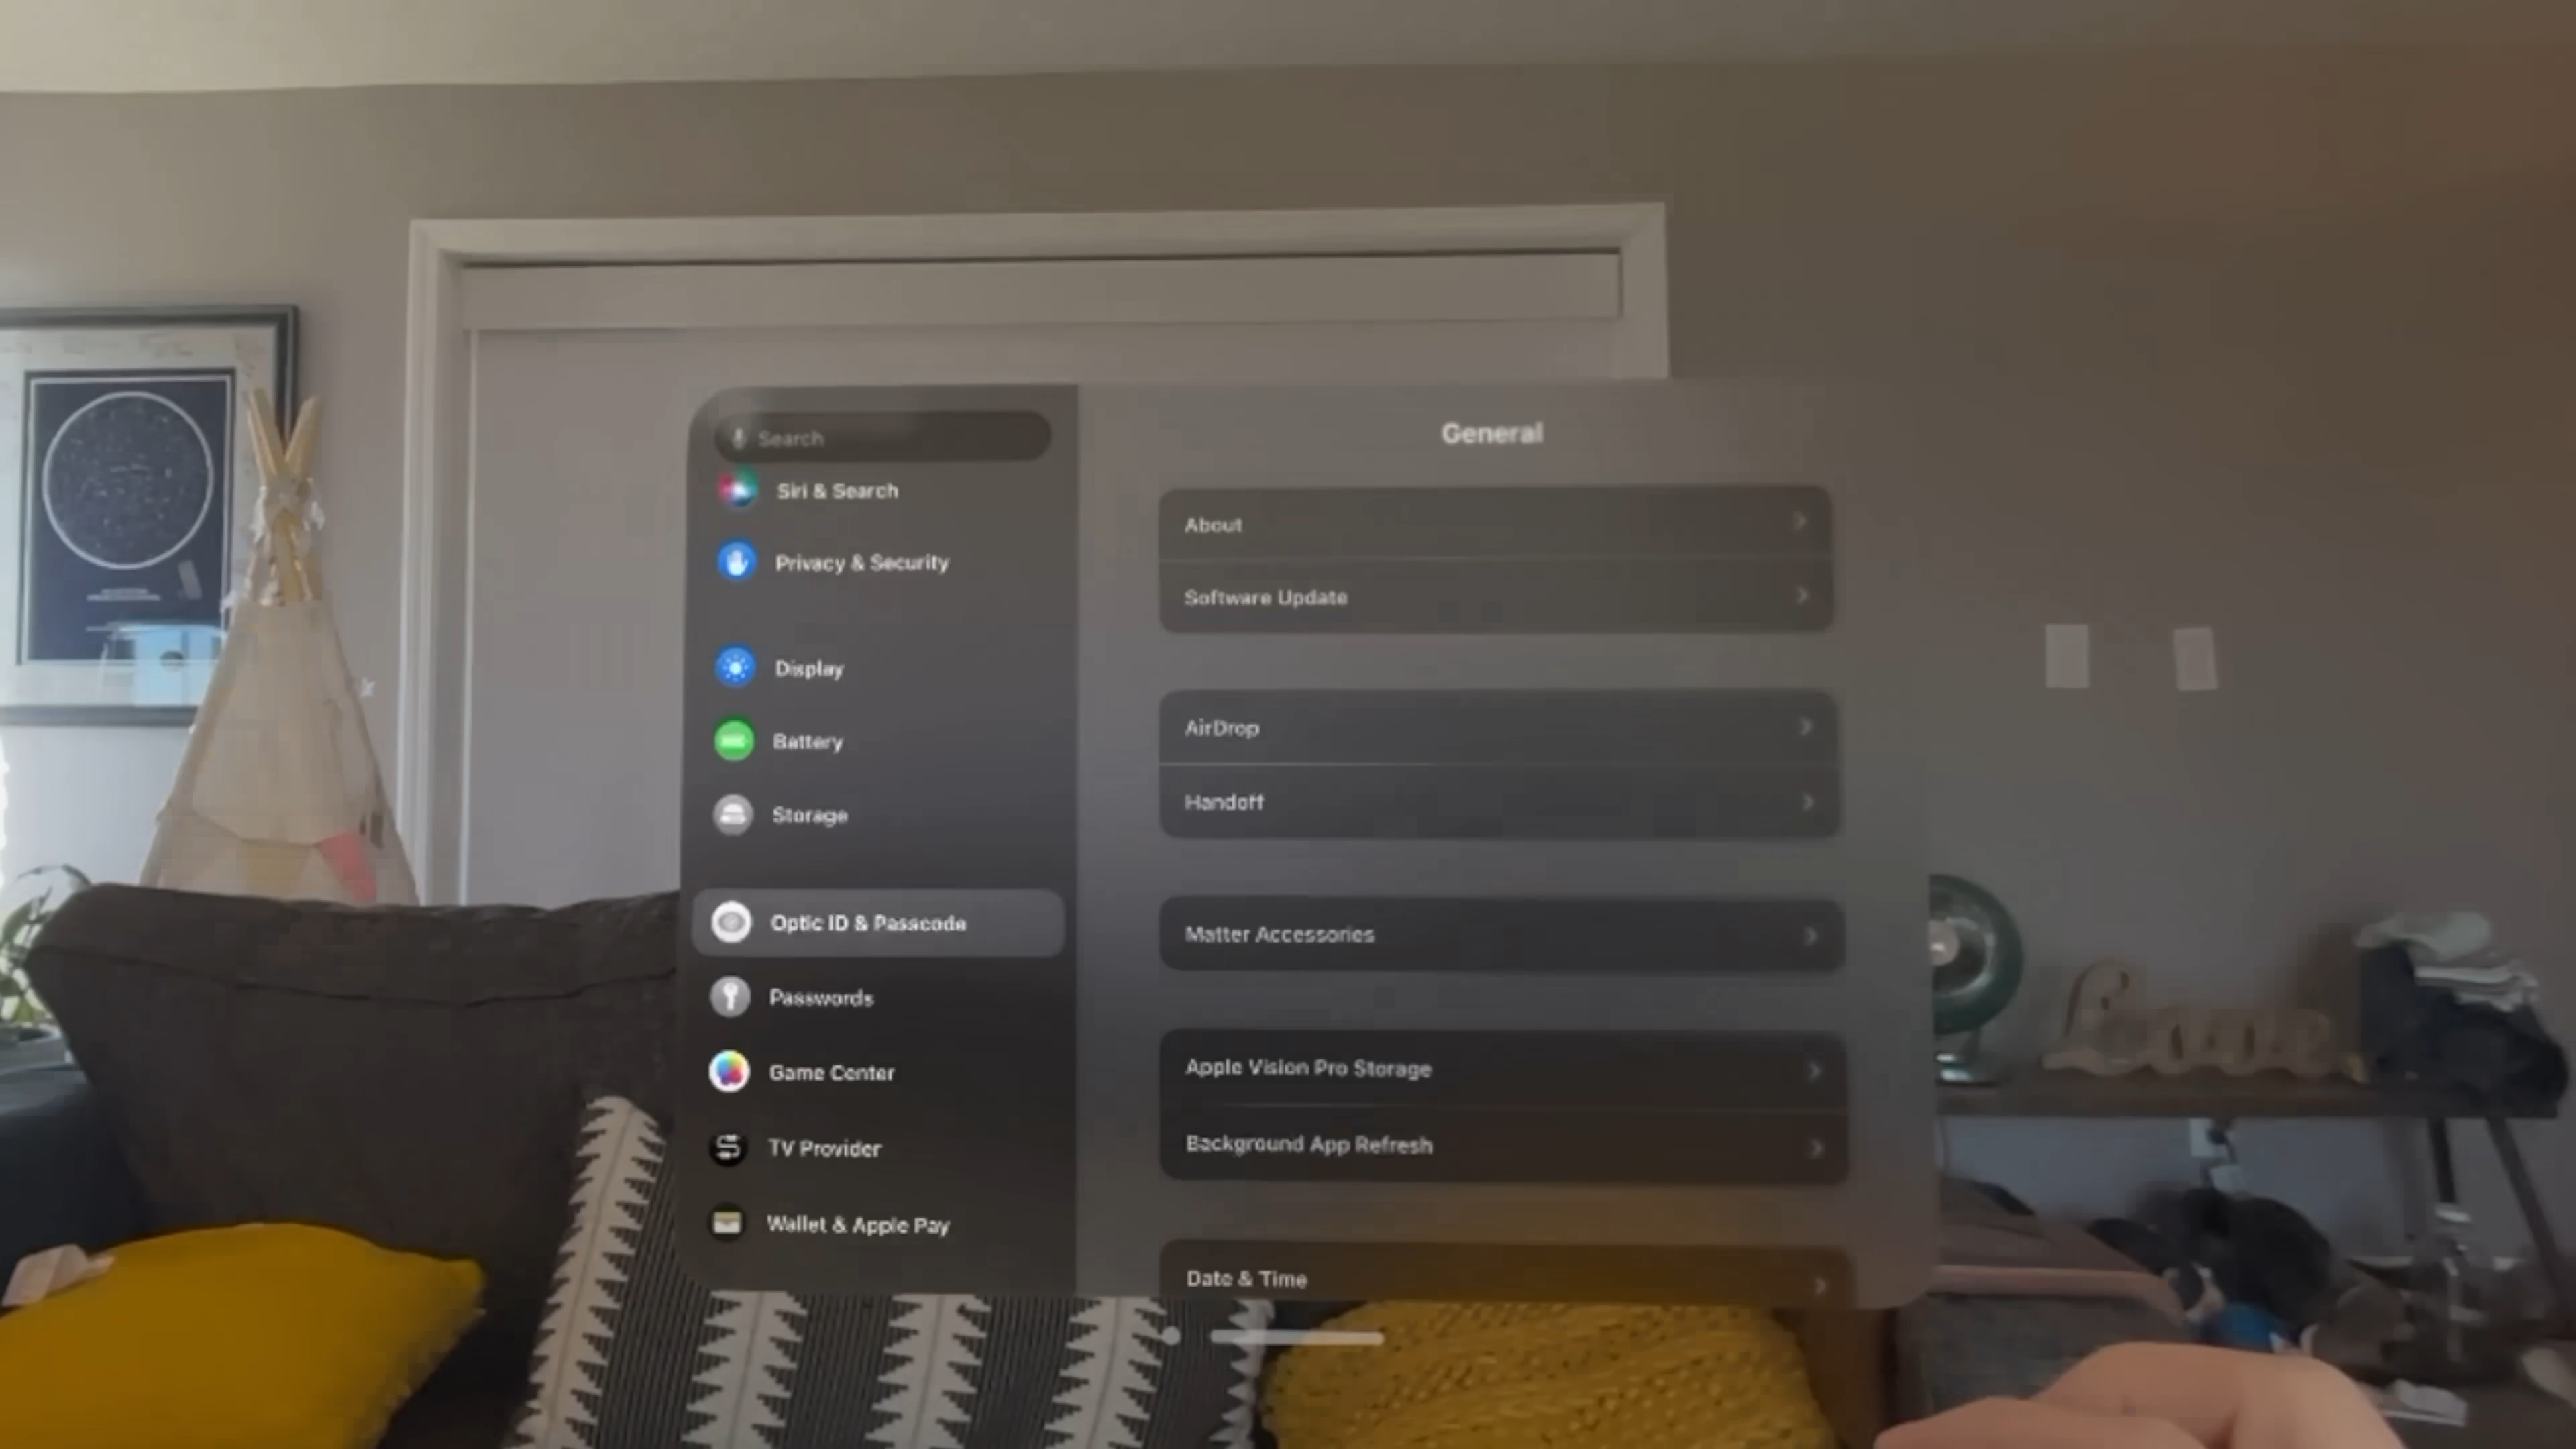 Search
Siri & Search
Privacy & Security
Display
Battery
Storage
Optic ID & Passcode
Passwords
Game Center
TV Provider
Wallet & Apple Pay
General
About
Software Update
AirDrop
Handoff
Matter Accessories
Apple Vision Pro Storage
Background App Refresh
Date & Time